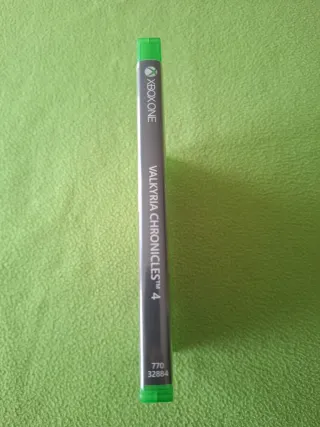 XBOX ONE
VALKYRIA CHRONICLES™ 4
770
32884